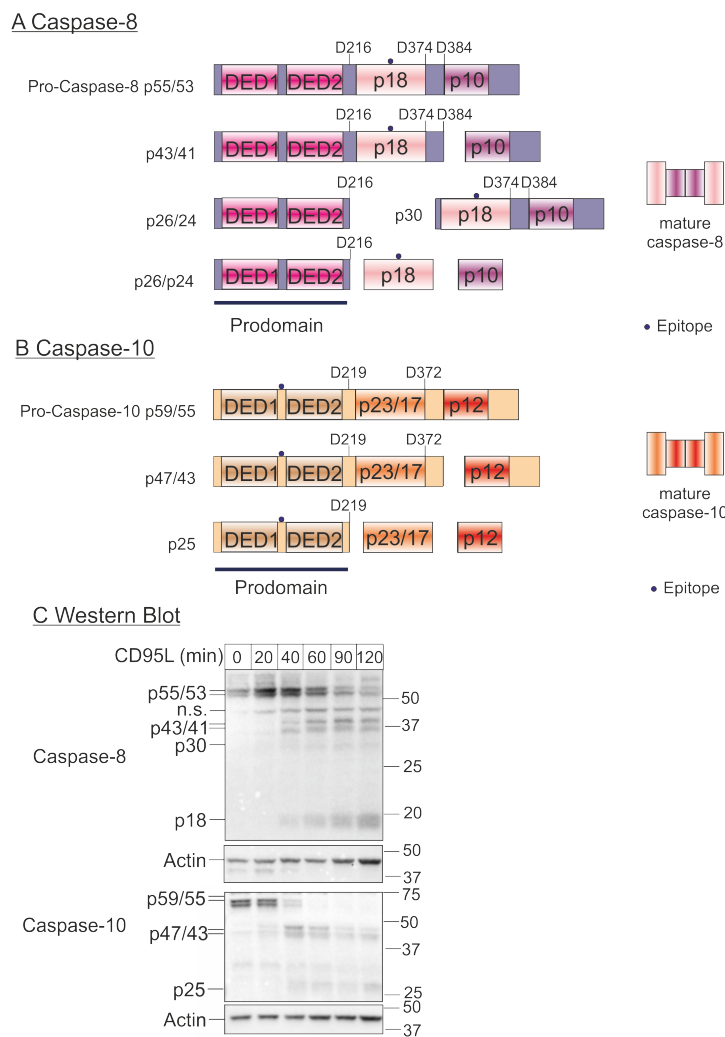 A Caspase-8
D216 D374 D384
Pro-Caspase-8 p55/53 DED1 DED2 p18 p10
D216 D374 D384
p43/41 DED1 DED2 p18 p10
D216 D374 D384
p26/24 DED1 DED2 p30 p18 p10
mature
caspase-8
D216
p26/p24 DED1 DED2 p18 p10
Prodomain
Epitope
B Caspase-10
D219 D372
Pro-Caspase-10 p59/55 DED1 DED2 p23/17 p12
D219 D372
p47/43 DED1 DED2 p23/17 p12
mature
caspase-10
D219
p25 DED1 DED2 p23/17 p12
Prodomain
Epitope
C Western Blot
CD95L (min) 0 20 40 60 90 120
p55/53 50
n.s.
p43/41 37
p30
Caspase-8
25
p18 20
Actin 50
37
p59/55 75
Caspase-10 50
p47/43
37
p25 25
Actin 50
37